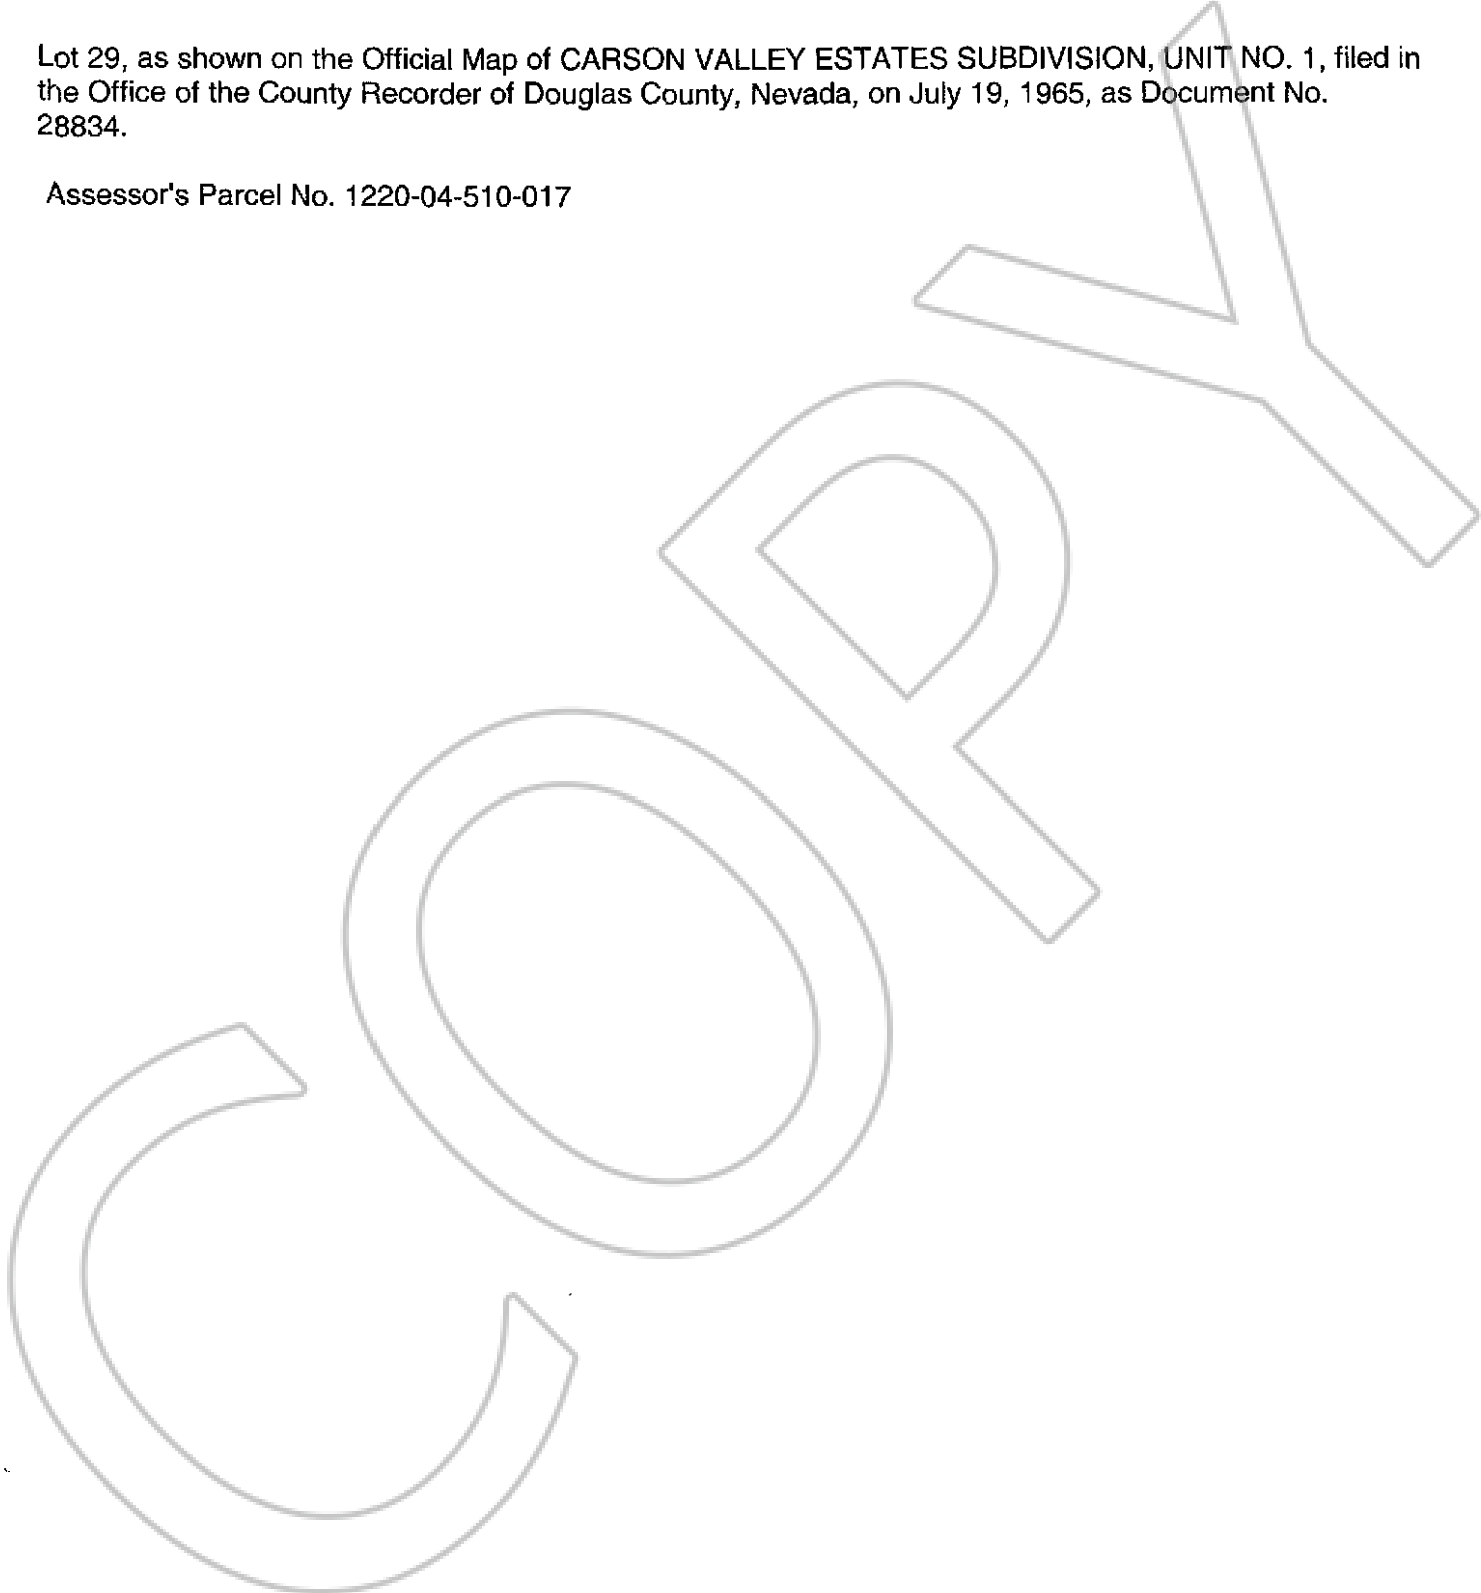 Lot 29, as shown on the Official Map of CARSON VALLEY ESTATES SUBDIVISION, UNIT NO. 1, filed in
the Office of the County Recorder of Douglas County, Nevada, on July 19, 1965, as Document No.
28834.
Assessor's Parcel No. 1220-04-510-017
COPY